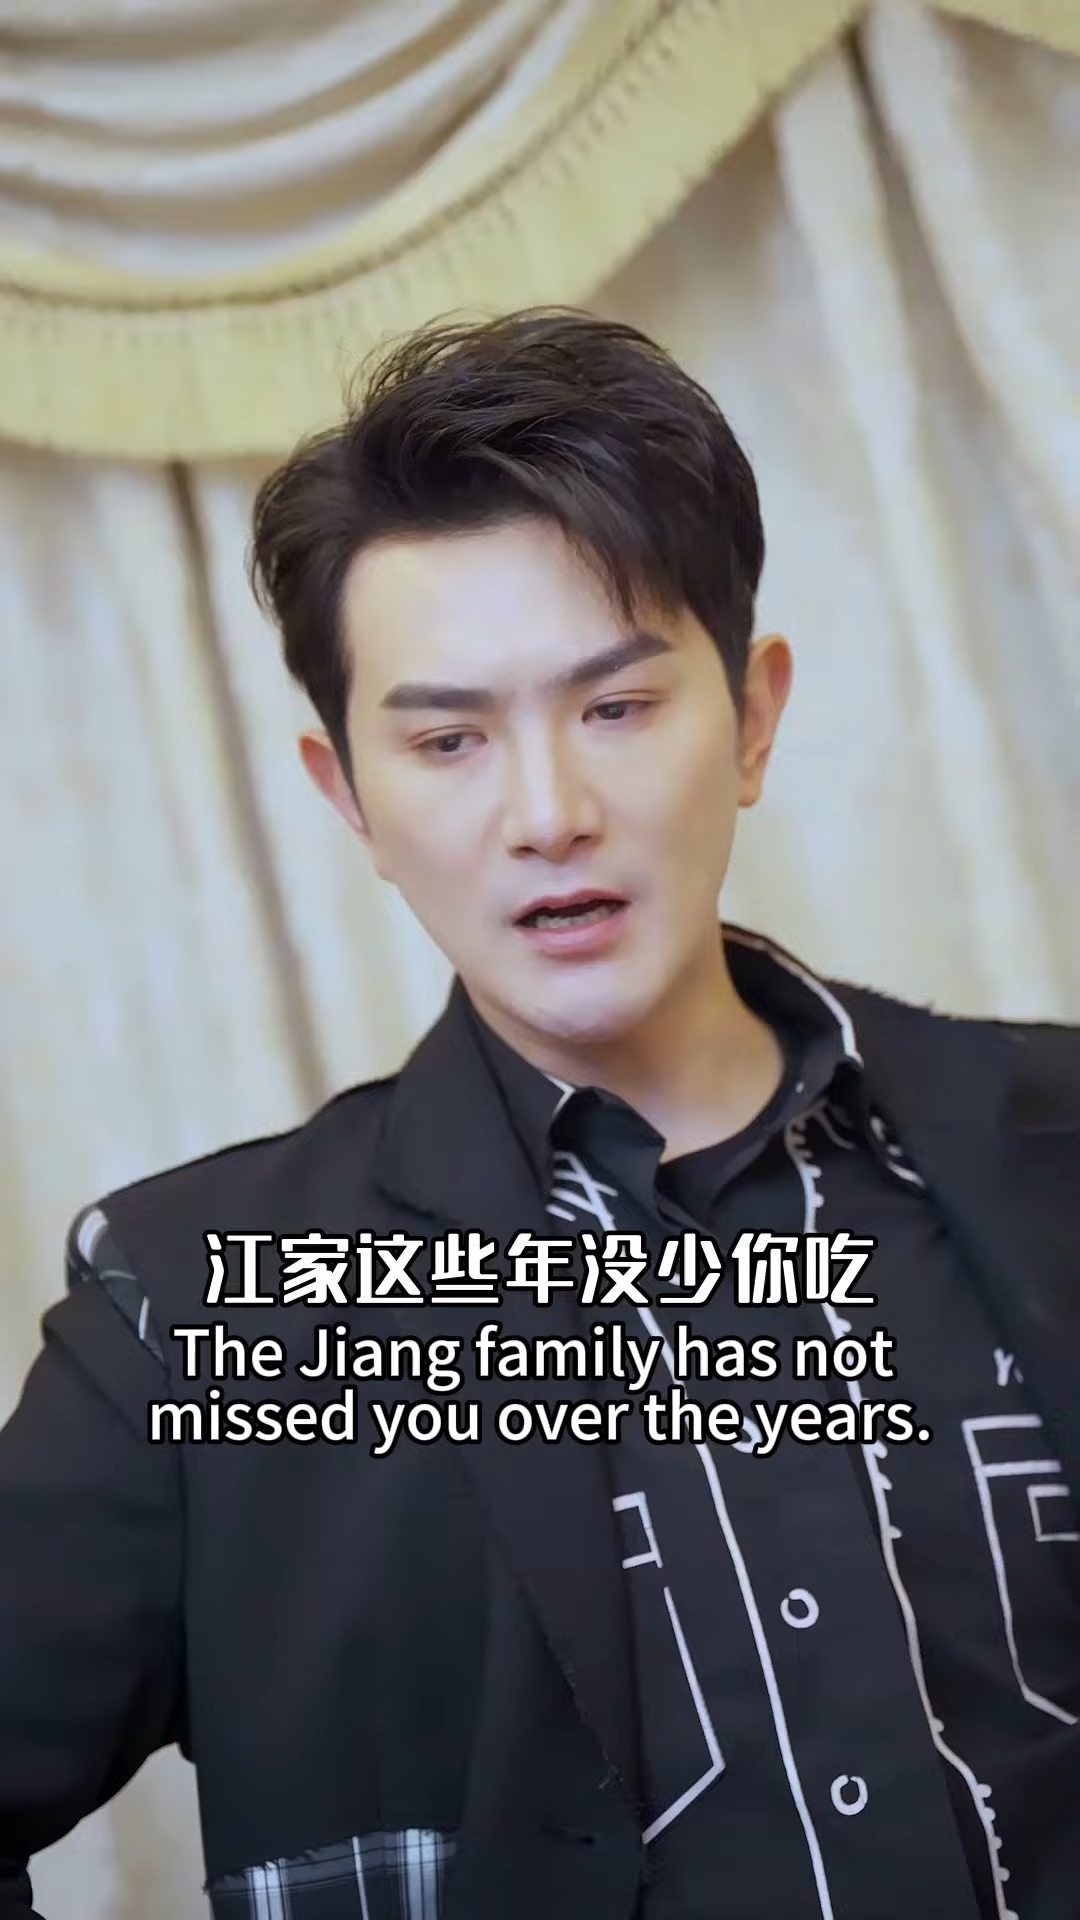 江家这些年没少你吃
The Jiang family has not
missed you over the years.